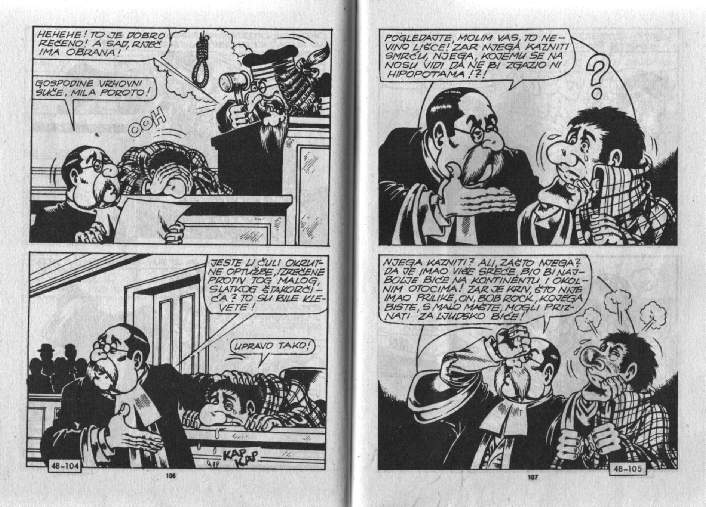 HEHEHE! TO JE DOBRO
REČENO! A SAD, RIJEČ
IMA OBRANA!
GOSPODINE VRHOVNI
SUČE, MILA POROTO!
OOH
JESTE LI ČULI OKRUT-
NE OPTUŽBE, IZREČENE
PROTIV TOG MALOG,
SLATKOG ŠTAKORČI-
ĆA? TO SU BILE KLE-
VETE!
UPRAVO TAKO!
KAP
KAP
48-104
106
POGLEDAJTE, MOLIM VAS, TO NE-
VINO LIŠCE! ZAR NJEGA KAZNITI
SMRĆU, NJEGA, KOJEMU SE NA
NOSU VIDI DA NE BI ZGAZIO NI
HIPOPOTAMA!?!
?
NJEGA KAZNITI? ALI, ZAŠTO NJEGA?
DA JE IMAO VIŠE SREĆE, BIO BI NAJ-
BOLJE BIĆE NA KONTINENTU I OKOL-
NIM OTOCIMA! ZAR JE KRIV, ŠTO NIJE
IMAO PRILIKE, ON, BOB ROCK, KOJEGA
BISTE, S MALO MAŠTE, MOGLI PRIZ-
NATI ZA LJUDSKO BIĆE!
107
48-105